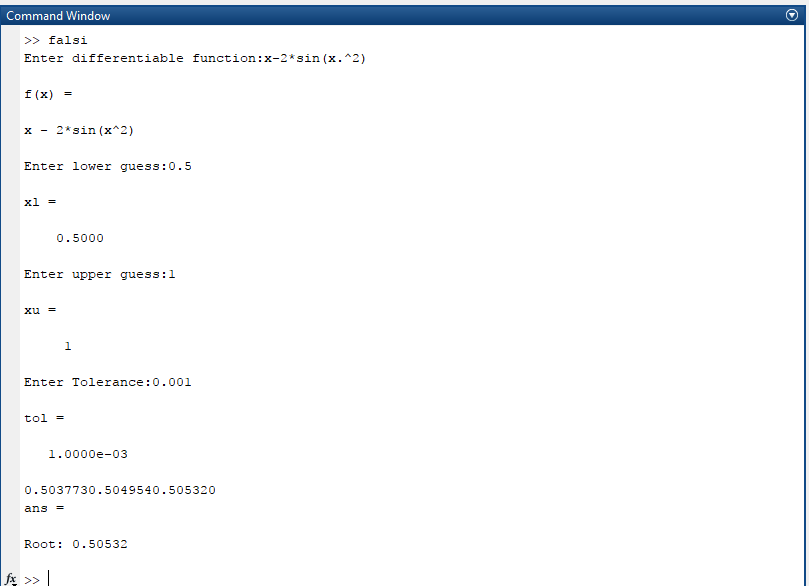 Command Window
>> falsi
Enter differentiable function:x-2*sin(x.^2)
f(x) =
x - 2*sin(x^2)
Enter lower guess:0.5
xl =
0.5000
Enter upper guess:1
xu =
1
Enter Tolerance:0.001
tol =
1.0000e-03
0.5037730.5049540.505320
ans =
Root: 0.50532
fx >>